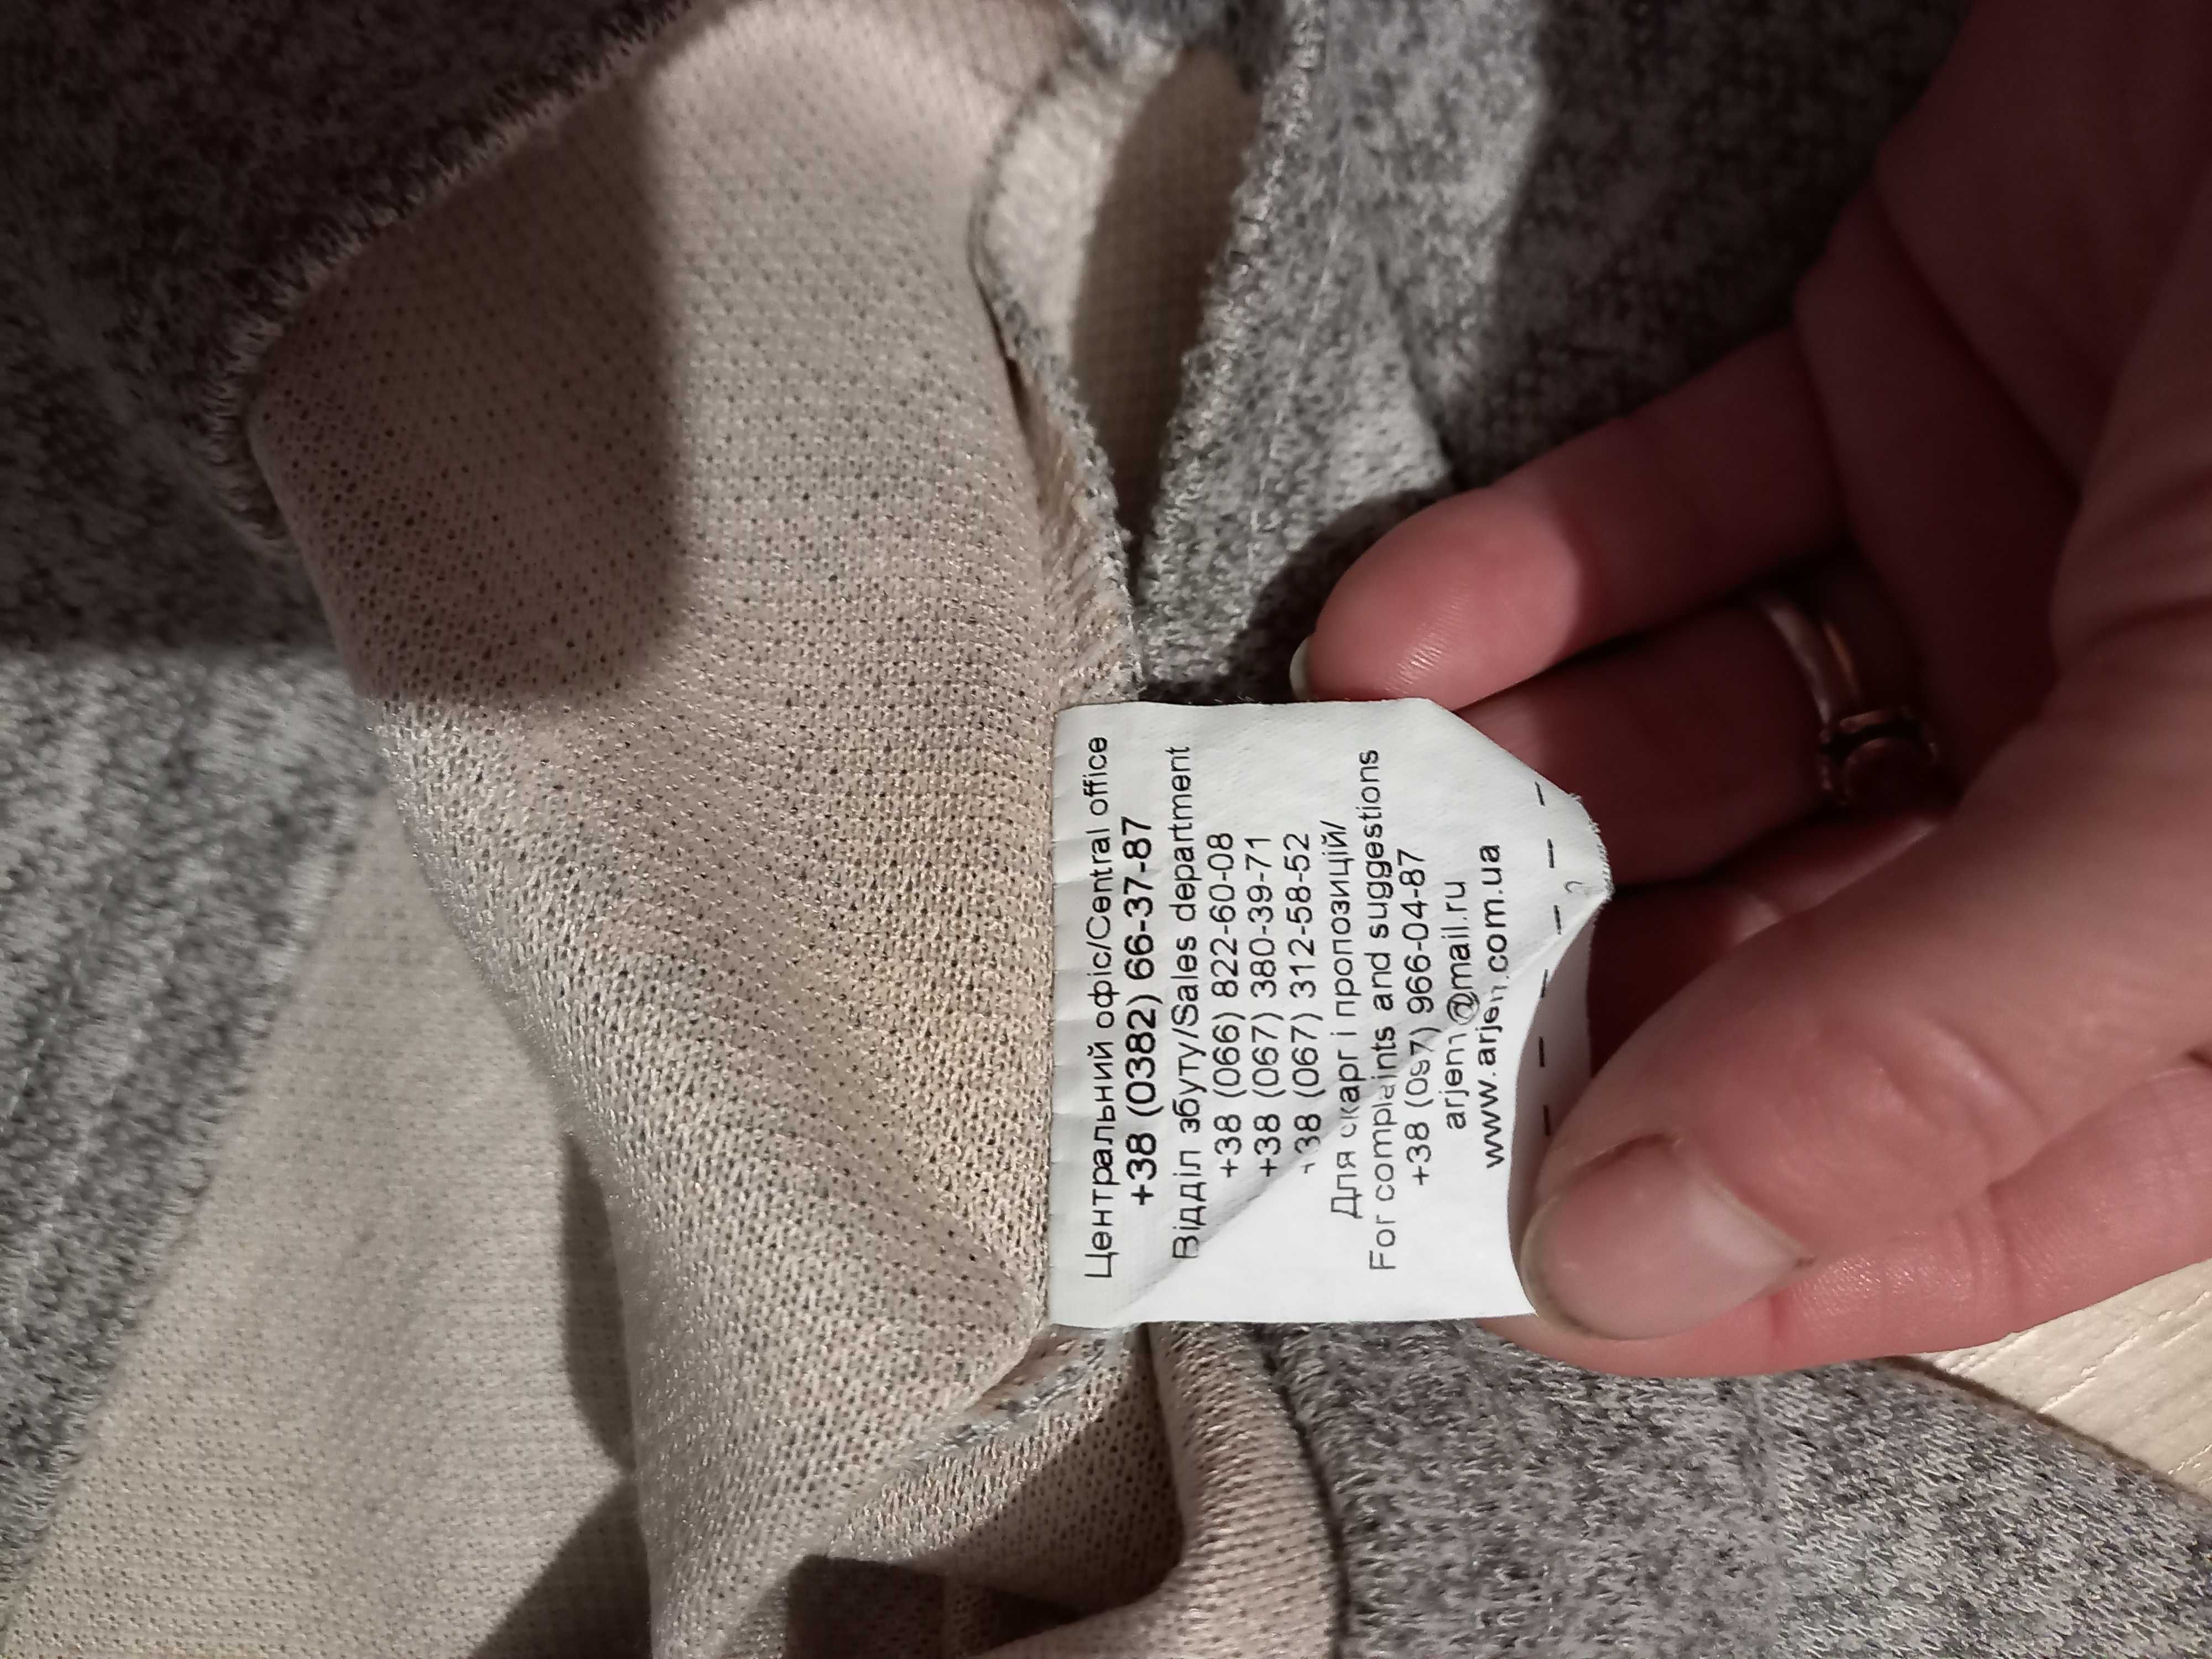 Центральний офіс/Central office
+38 (0382) 66-37-87
Відділ збуту/Sales department
+38 (066) 822-60-08
+38 (067) 380-39-71
+38 (067) 312-58-52
Для скарг і пропозицій/
For complaints and suggestions
+38 (097) 966-04-87
arjen@mail.ru
www.arjen.com.ua